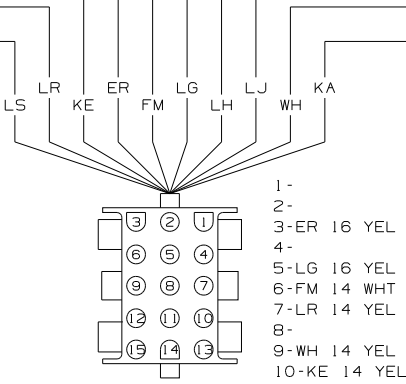 LR ER LG LJ KA
LS KE FM LH WH
3 2 1
6 5 4
9 8 7
12 11 10
15 14 13
1-
2-
3-ER 16 YEL
4-
5-LG 16 YEL
6-FM 14 WHT
7-LR 14 YEL
8-
9-WH 14 YEL
10-KE 14 YEL